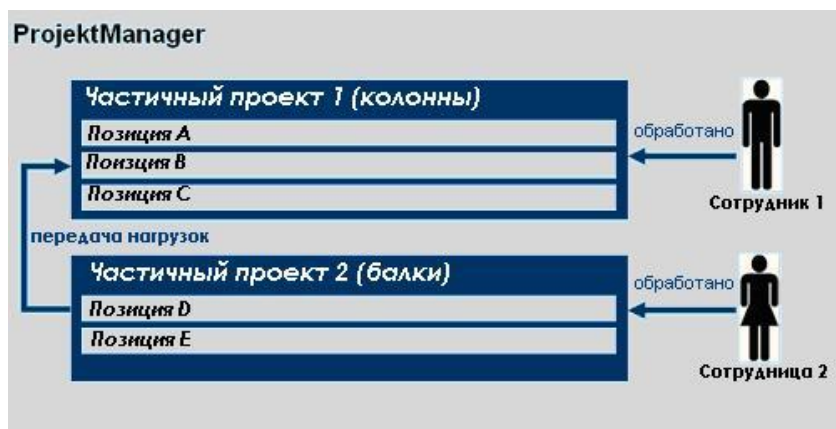 ProjektManager
Частичный проект 1 (колонны)
Позиция A
Поизция B
Позиция C
обработано
Сотрудник 1
передача нагрузок
Частичный проект 2 (балки)
Позиция D
Позиция E
обработано
Сотрудница 2